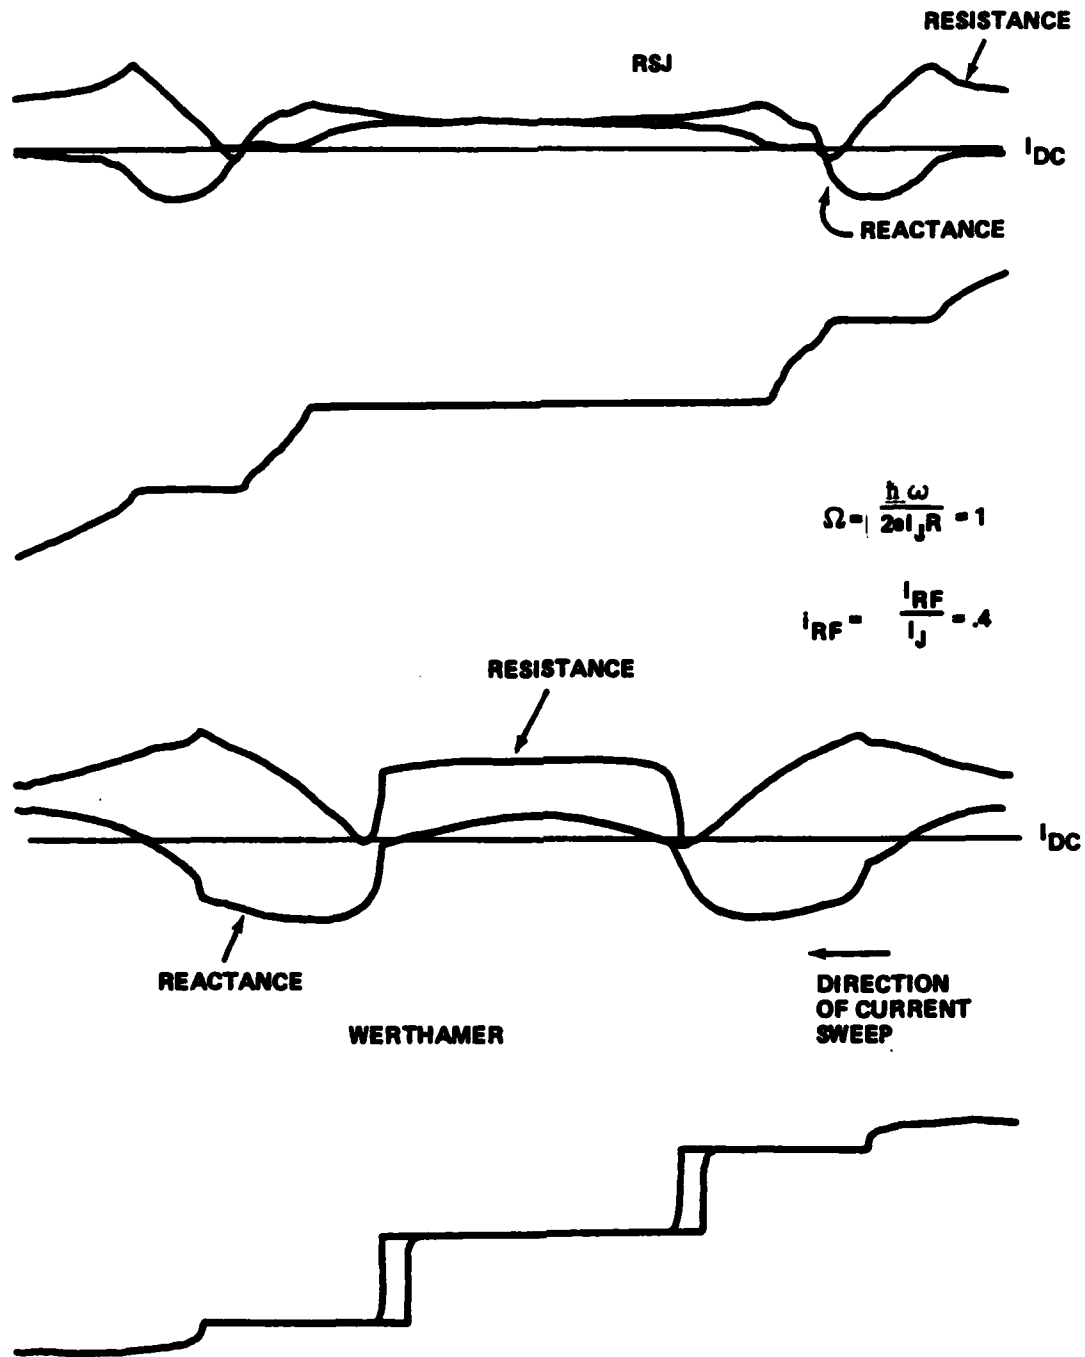 RESISTANCE
RSJ
I_DC
REACTANCE
Ω = ħω / 2eI_JR = 1
i_RF = I_RF / I_J = .4
RESISTANCE
I_DC
REACTANCE
DIRECTION
OF CURRENT
SWEEP
WERTHAMER